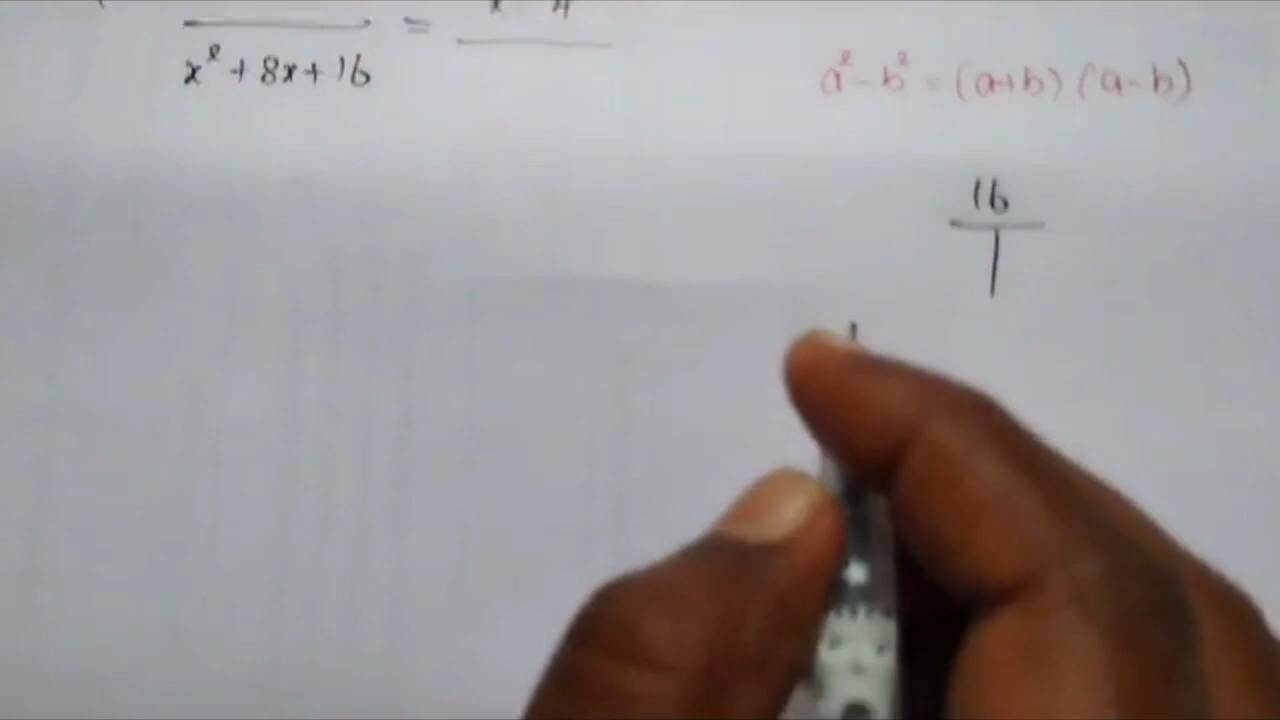 =
x² + 8x + 16
a² - b² = (a+b) (a-b)
16